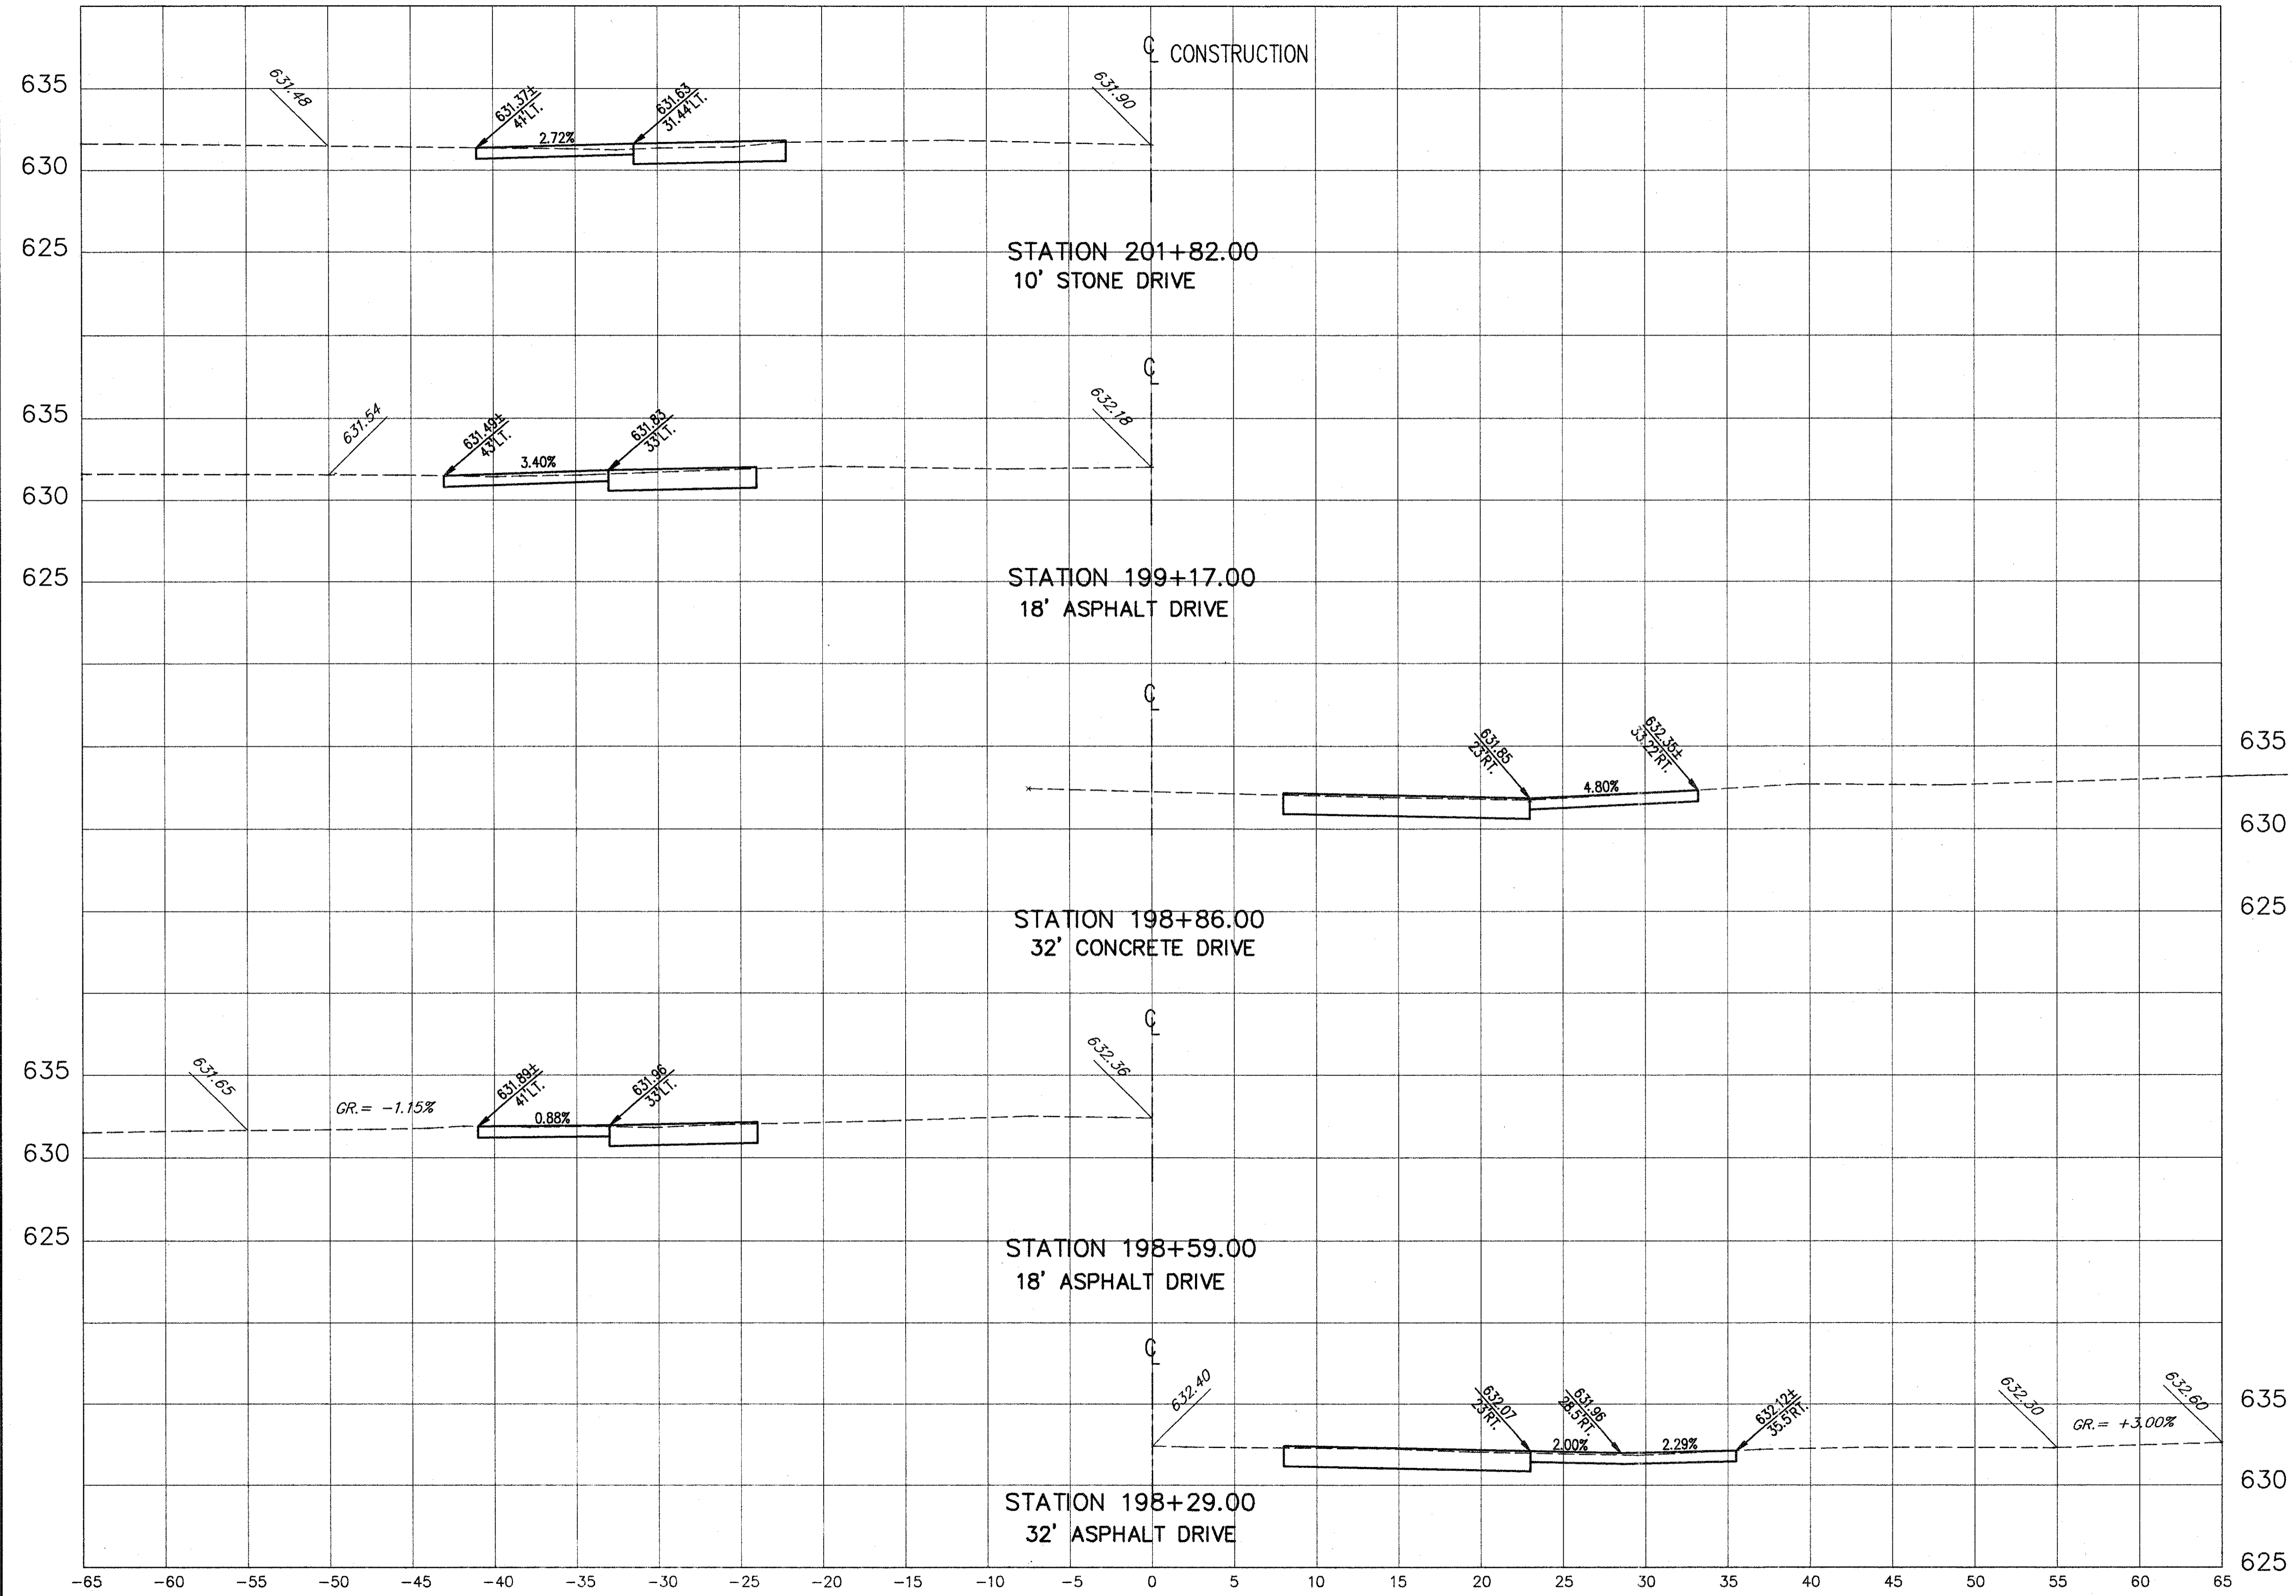 ℄ CONSTRUCTION
635
631.48
631.37±
41'LT.
2.72%
631.63
31.44'LT.
631.90
630
625
STATION 201+82.00
10' STONE DRIVE
℄
635
631.54
631.49±
43'LT.
3.40%
631.83
33'LT.
632.18
630
625
STATION 199+17.00
18' ASPHALT DRIVE
℄
631.85
23'RT.
4.80%
632.35±
33.22'RT.
635
630
STATION 198+86.00
32' CONCRETE DRIVE
625
℄
635
631.65
GR.= -1.15%
631.89±
41'LT.
0.88%
631.96
33'LT.
632.36
630
625
STATION 198+59.00
18' ASPHALT DRIVE
℄
632.40
632.07
23'RT.
2.00%
631.96
28.5'RT.
2.29%
632.12±
35.5'RT.
632.30
GR.= +3.00%
632.60
635
630
STATION 198+29.00
32' ASPHALT DRIVE
625
-65 -60 -55 -50 -45 -40 -35 -30 -25 -20 -15 -10 -5 0 5 10 15 20 25 30 35 40 45 50 55 60 65